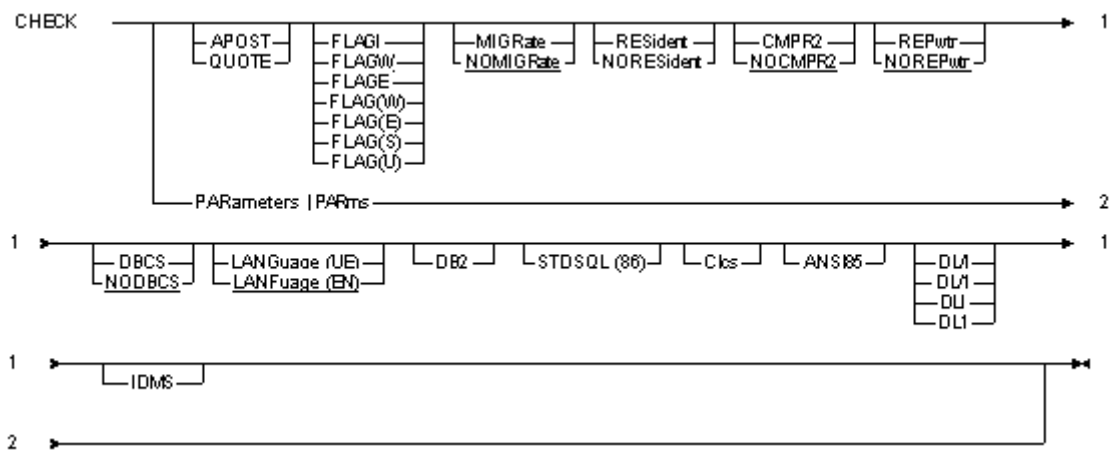 CHECK 1
APOST FLAGI MIGRate RESident CMPR2 REPwtr
QUOTE FLAGW NOMIGRate NORESident NOCMPR2 NOREPwtr
FLAGE
FLAG(W)
FLAG(E)
FLAG(S)
FLAG(U)
PARameters | PARms 2
1 1
DBCS LANGuage (UE) DB2 STDSQL (86) CIcs ANSI85 DL/I
NODBCS LANFuage (EN) DL/1
DLI
DL1
1
IDMS
2